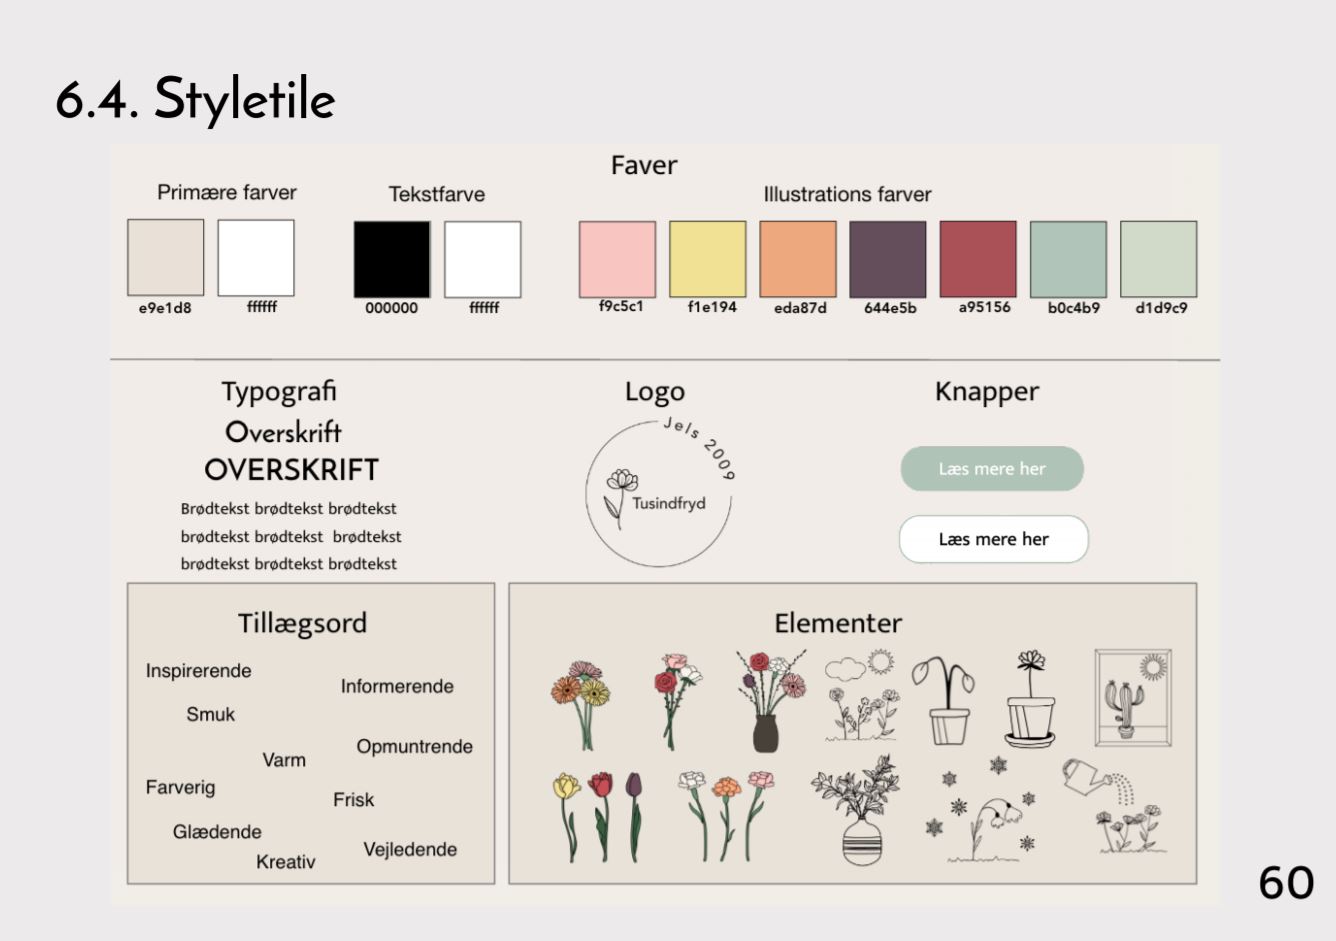 6.4. Styletile
Faver
Primære farver
Tekstfarve
Illustrations farver
e9e1d8
ffffff
000000
ffffff
f9c5c1
f1e194
eda87d
644e5b
a95156
b0c4b9
d1d9c9
Typografi
Overskrift
OVERSKRIFT
Brødtekst brødtekst brødtekst
brødtekst brødtekst brødtekst
brødtekst brødtekst brødtekst
Logo
Jels 2009
Tusindfryd
Knapper
Læs mere her
Læs mere her
Tillægsord
Inspirerende
Informerende
Smuk
Opmuntrende
Varm
Farverig
Frisk
Glædende
Vejledende
Kreativ
Elementer
60